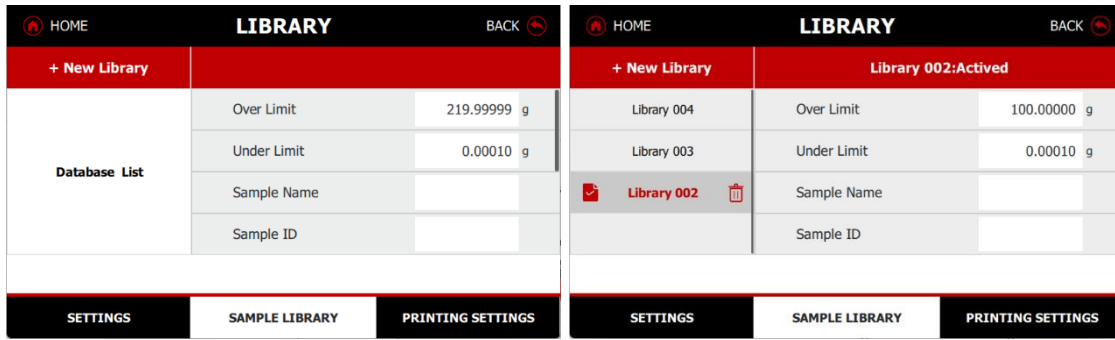 HOME LIBRARY BACK
+ New Library
Database List
Over Limit 219.99999 g
Under Limit 0.00010 g
Sample Name
Sample ID
SETTINGS SAMPLE LIBRARY PRINTING SETTINGS
HOME LIBRARY BACK
+ New Library Library 002:Actived
Library 004
Library 003
Library 002
Over Limit 100.00000 g
Under Limit 0.00010 g
Sample Name
Sample ID
SETTINGS SAMPLE LIBRARY PRINTING SETTINGS